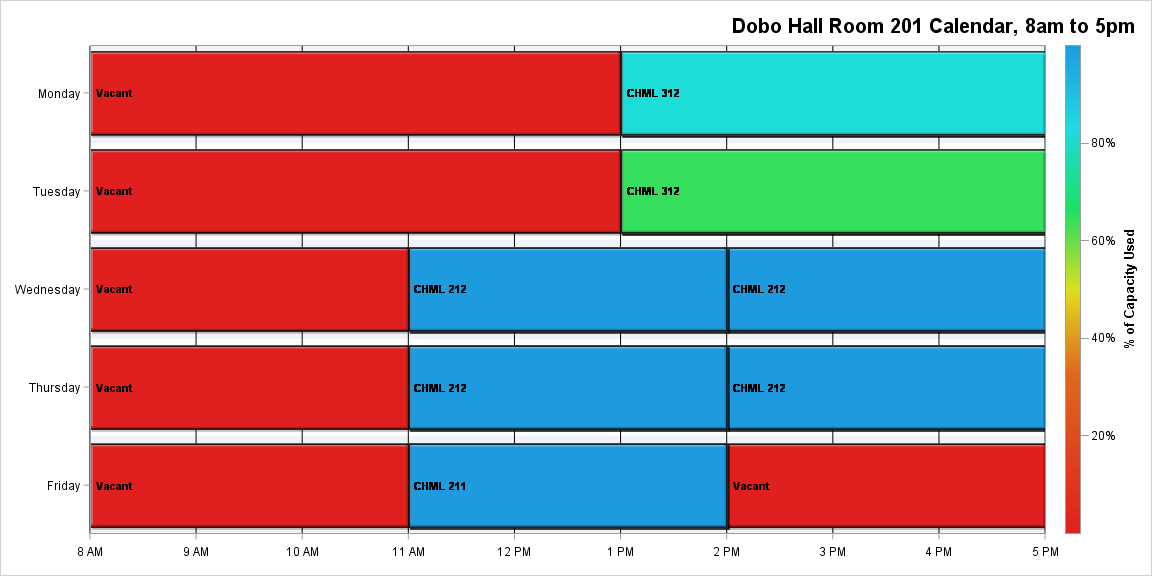 Dobo Hall Room 201 Calendar, 8am to 5pm
Monday Vacant CHML 312
80%
Tuesday Vacant CHML 312
60%
% of Capacity Used
Wednesday Vacant CHML 212 CHML 212
40%
Thursday Vacant CHML 212 CHML 212
20%
Friday Vacant CHML 211 Vacant
8 AM 9 AM 10 AM 11 AM 12 PM 1 PM 2 PM 3 PM 4 PM 5 PM